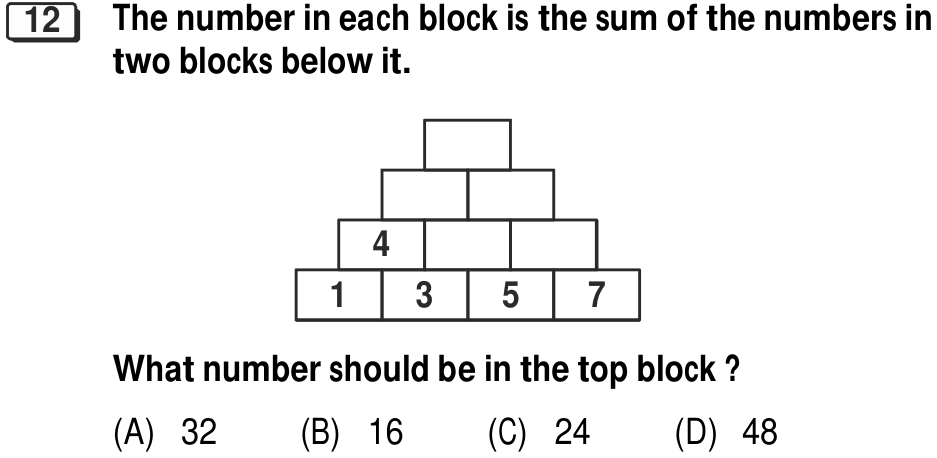 12 The number in each block is the sum of the numbers in
two blocks below it.
4
1 3 5 7
What number should be in the top block ?
(A) 32 (B) 16 (C) 24 (D) 48